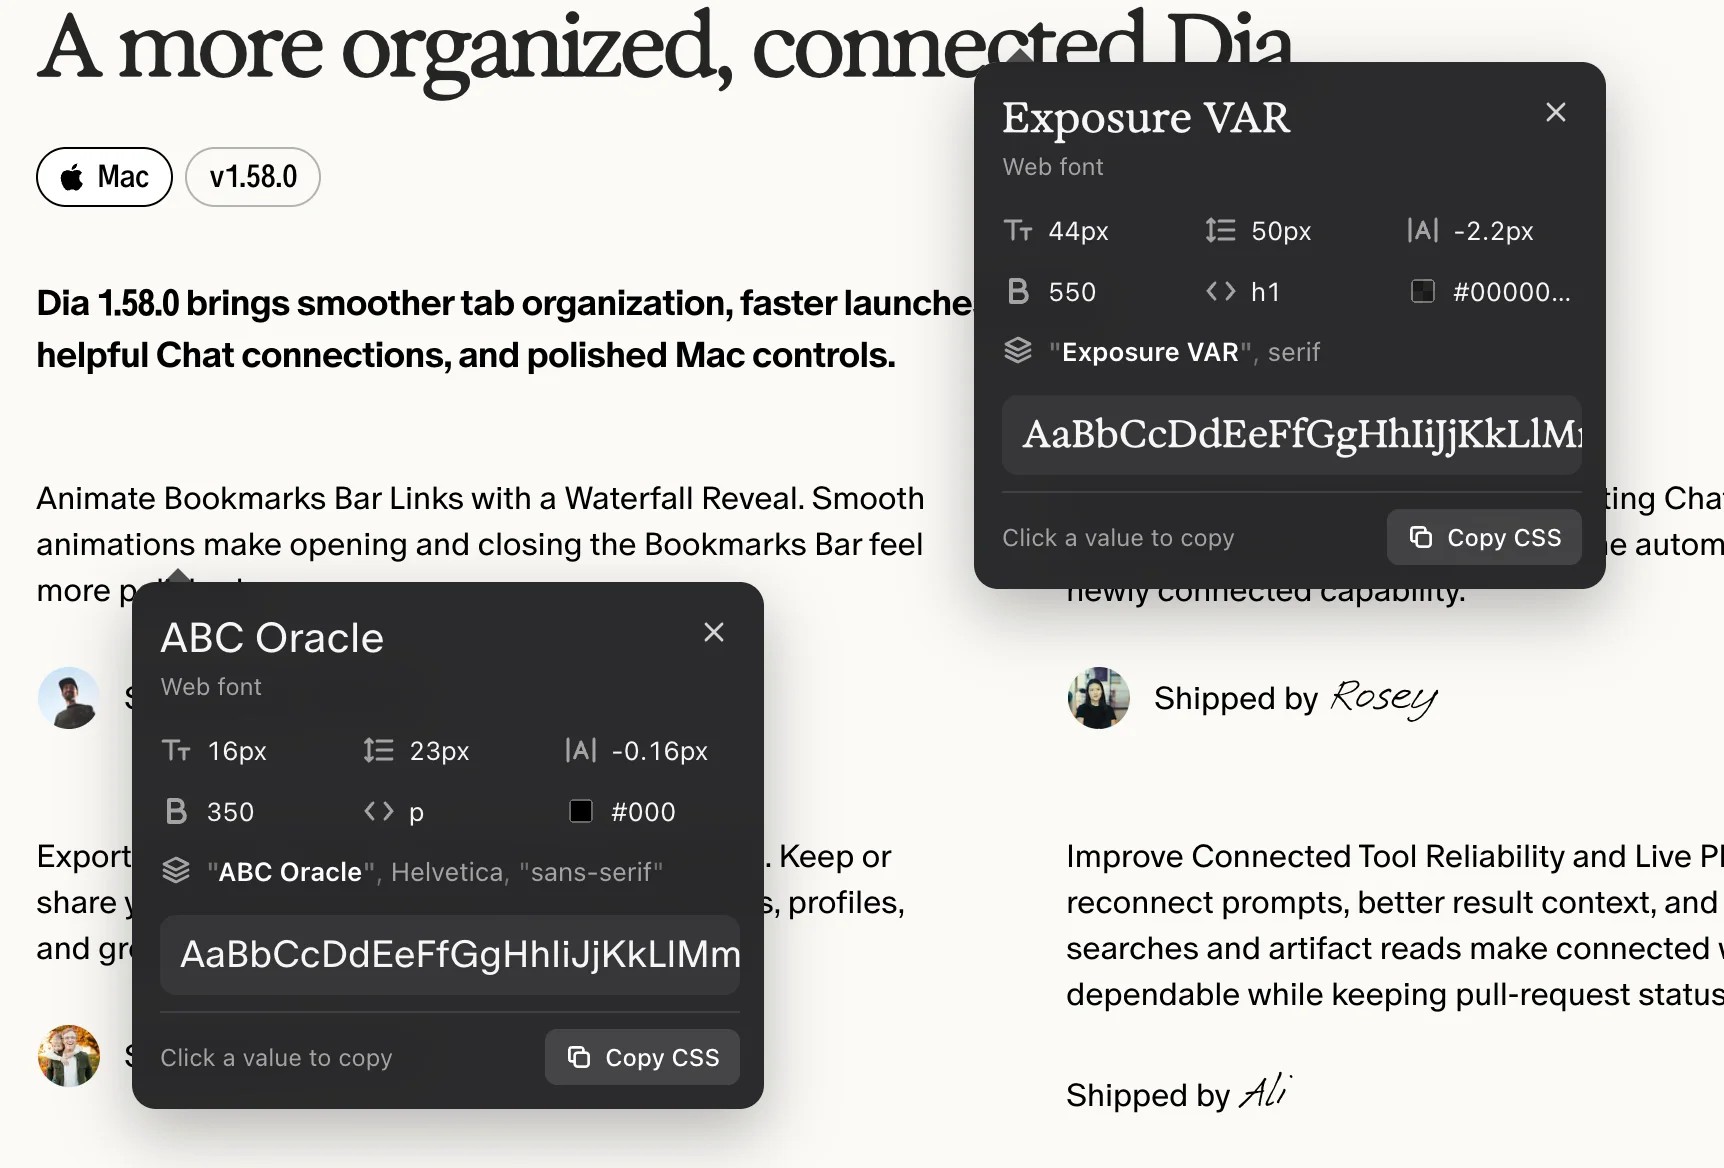 A more organized, connected Dia
Mac
v1.58.0
Dia 1.58.0 brings smoother tab organization, faster launche
helpful Chat connections, and polished Mac controls.
Exposure VAR
Web font
44px
50px
|A| -2.2px
B 550
<> h1
#00000...
"Exposure VAR", serif
AaBbCcDdEeFfGgHhIiJjKkLlM
Click a value to copy
Copy CSS
Animate Bookmarks Bar Links with a Waterfall Reveal. Smooth
animations make opening and closing the Bookmarks Bar feel
more
ting Cha
e autom
newly connected capability.
ABC Oracle
Web font
16px
23px
|A| -0.16px
B 350
<> p
#000
"ABC Oracle", Helvetica, "sans-serif"
AaBbCcDdEeFfGgHhIiJjKkLlMm
Click a value to copy
Copy CSS
Shipped by Rosey
Export
. Keep or
share y
s, profiles,
and gr
Improve Connected Tool Reliability and Live
reconnect prompts, better result context, and
searches and artifact reads make connected
dependable while keeping pull-request status
Shipped by Ali